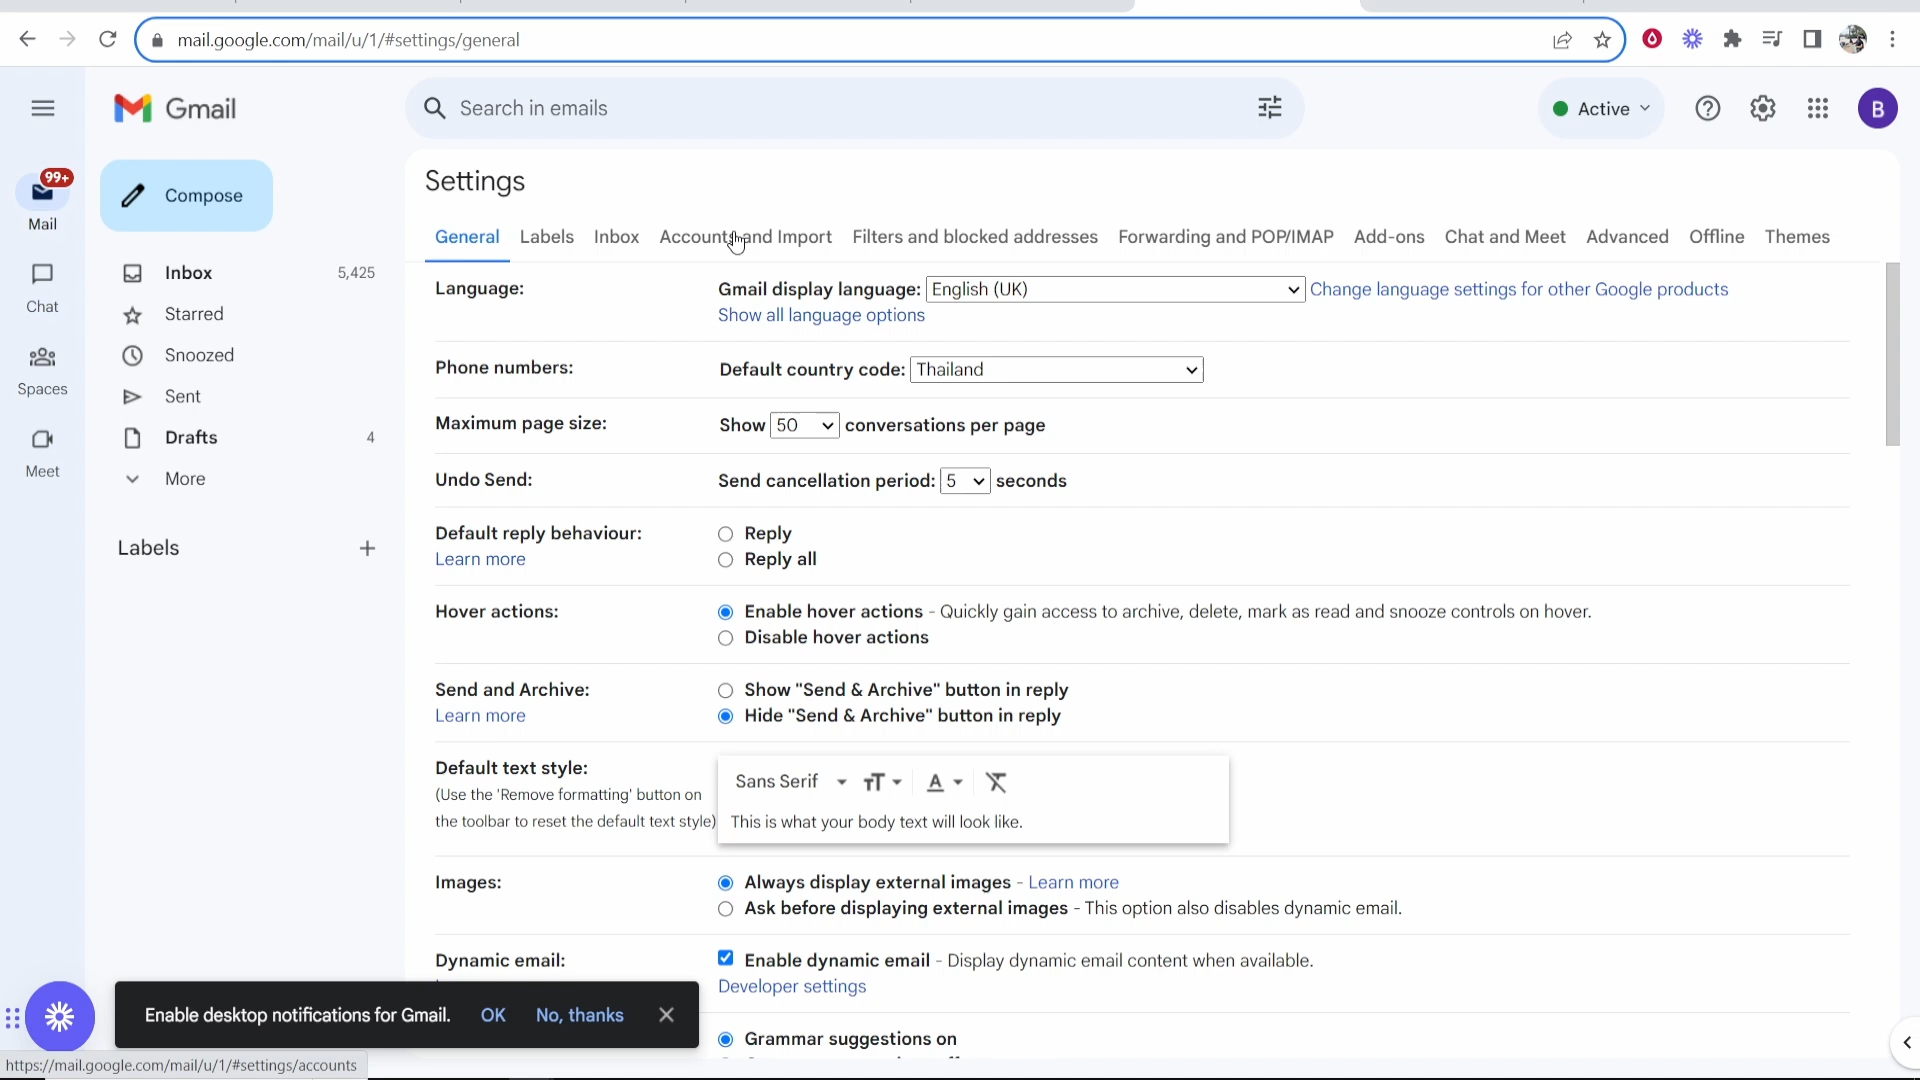 mail.google.com/mail/u/1/#settings/general
Gmail
Search in emails
Active
B
99+
Mail
Chat
Spaces
Meet
Compose
Inbox 5,425
Starred
Snoozed
Sent
Drafts 4
More
Labels
Settings
General Labels Inbox Accounts and Import Filters and blocked addresses Forwarding and POP/IMAP Add-ons Chat and Meet Advanced Offline Themes
Language: Gmail display language: English (UK) Change language settings for other Google products
Show all language options
Phone numbers: Default country code: Thailand
Maximum page size: Show 50 conversations per page
Undo Send: Send cancellation period: 5 seconds
Default reply behaviour: Reply
Learn more Reply all
Hover actions: Enable hover actions - Quickly gain access to archive, delete, mark as read and snooze controls on hover.
Disable hover actions
Send and Archive: Show "Send & Archive" button in reply
Learn more Hide "Send & Archive" button in reply
Default text style: Sans Serif
(Use the 'Remove formatting' button on
the toolbar to reset the default text style) This is what your body text will look like.
Images: Always display external images - Learn more
Ask before displaying external images - This option also disables dynamic email.
Dynamic email: Enable dynamic email - Display dynamic email content when available.
Developer settings
Grammar suggestions on
Enable desktop notifications for Gmail. OK No, thanks
https://mail.google.com/mail/u/1/#settings/accounts